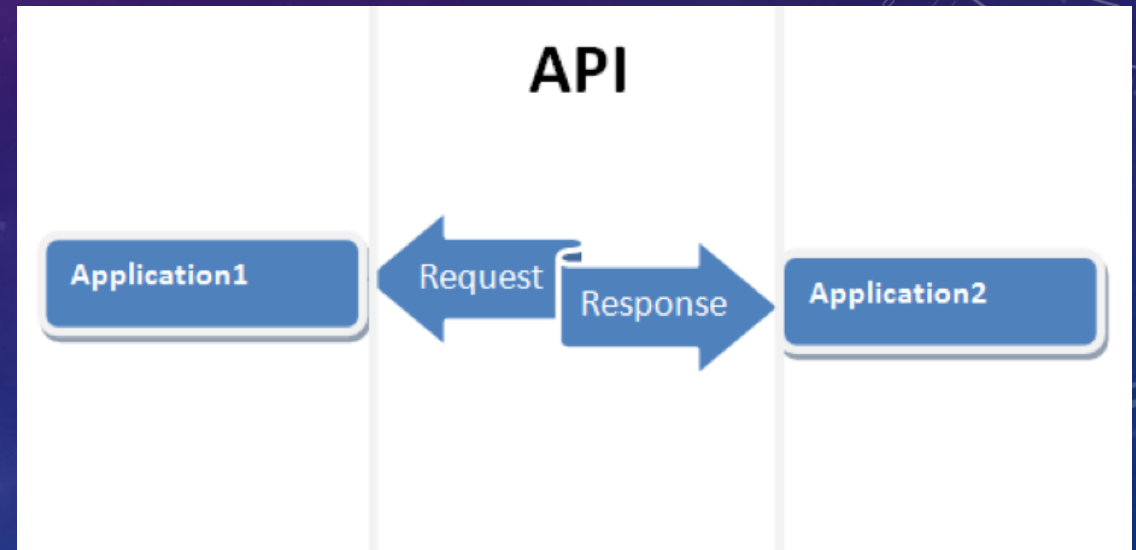 API
Application1
Request
Response
Application2